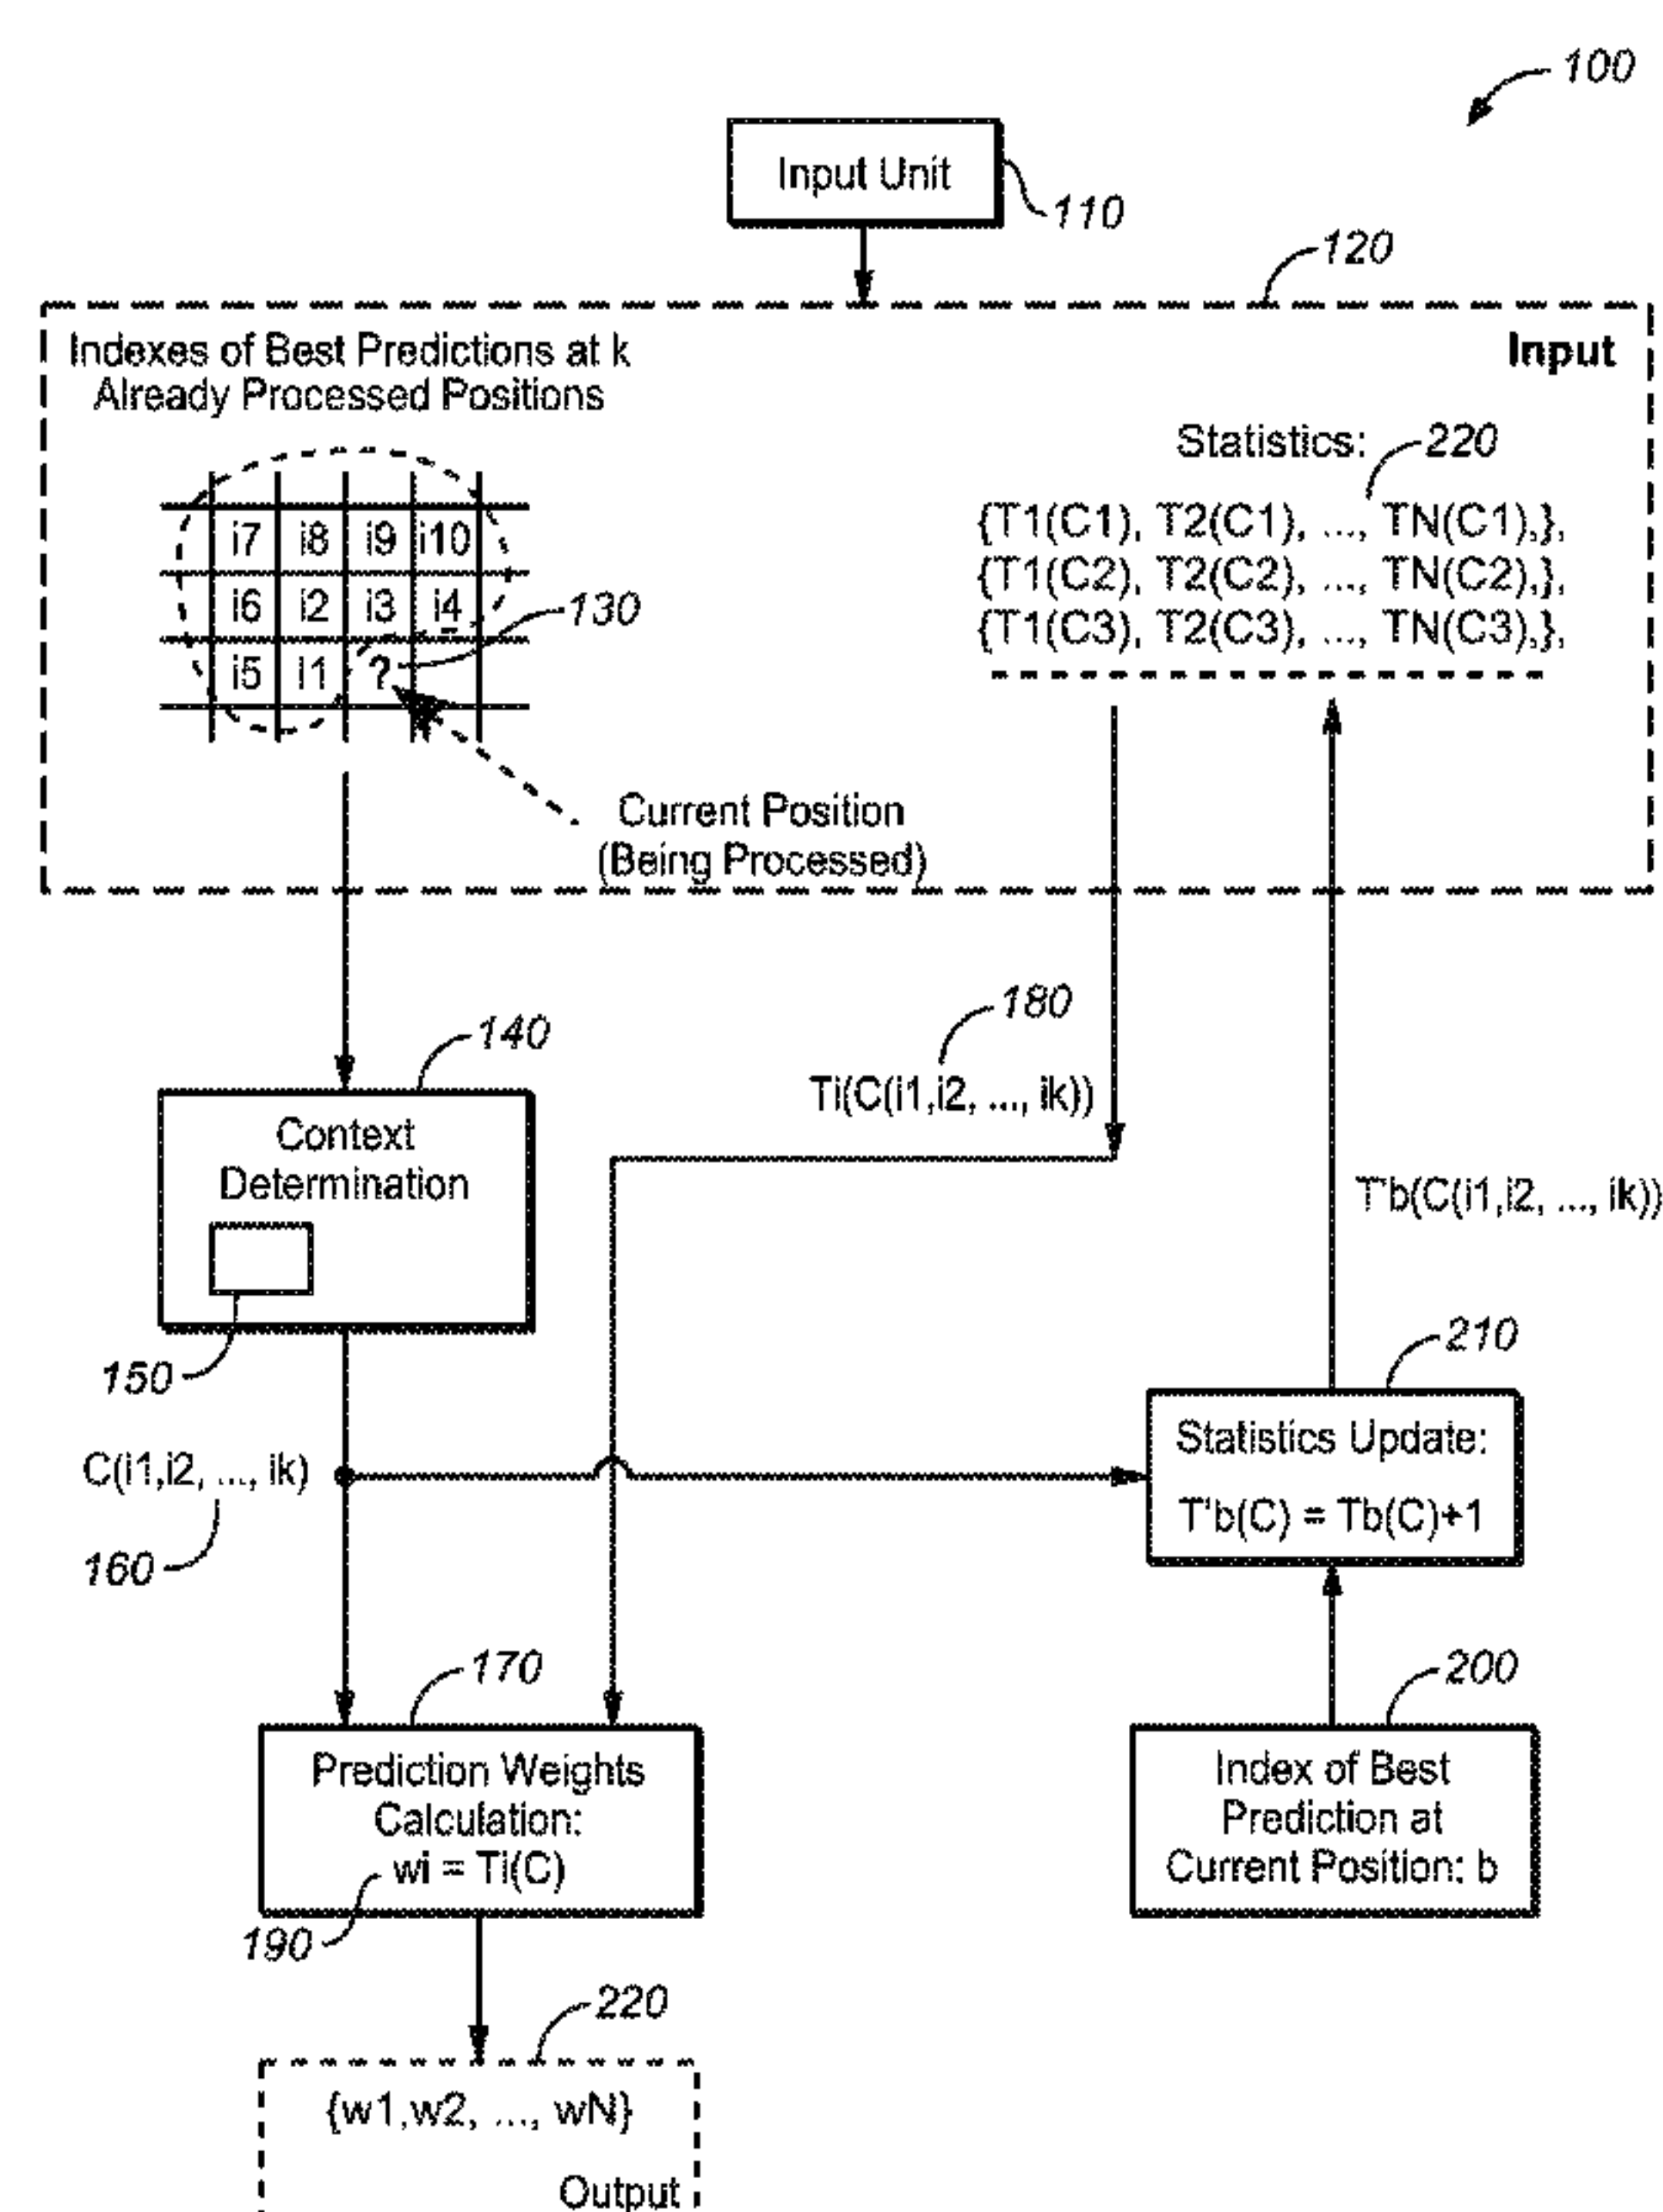 100
Input Unit
110
120
Indexes of Best Predictions at k
Already Processed Positions
Input
Statistics:
220
{T1(C1), T2(C1), ..., TN(C1),},
{T1(C2), T2(C2), ..., TN(C2),},
{T1(C3), T2(C3), ..., TN(C3),},
i7 i8 i9 i10
i6 i2 i3 i4
130
i5 i1 ?
Current Position
(Being Processed)
180
140
Ti(C(i1,i2, ..., ik))
Context
Determination
T'b(C(i1,i2, ..., ik))
150
210
C(i1,i2, ..., ik)
160
Statistics Update:
T'b(C) = Tb(C)+1
170
200
Prediction Weights
Calculation:
wi = Ti(C)
190
Index of Best
Prediction at
Current Position: b
220
{w1,w2, ..., wN}
Output